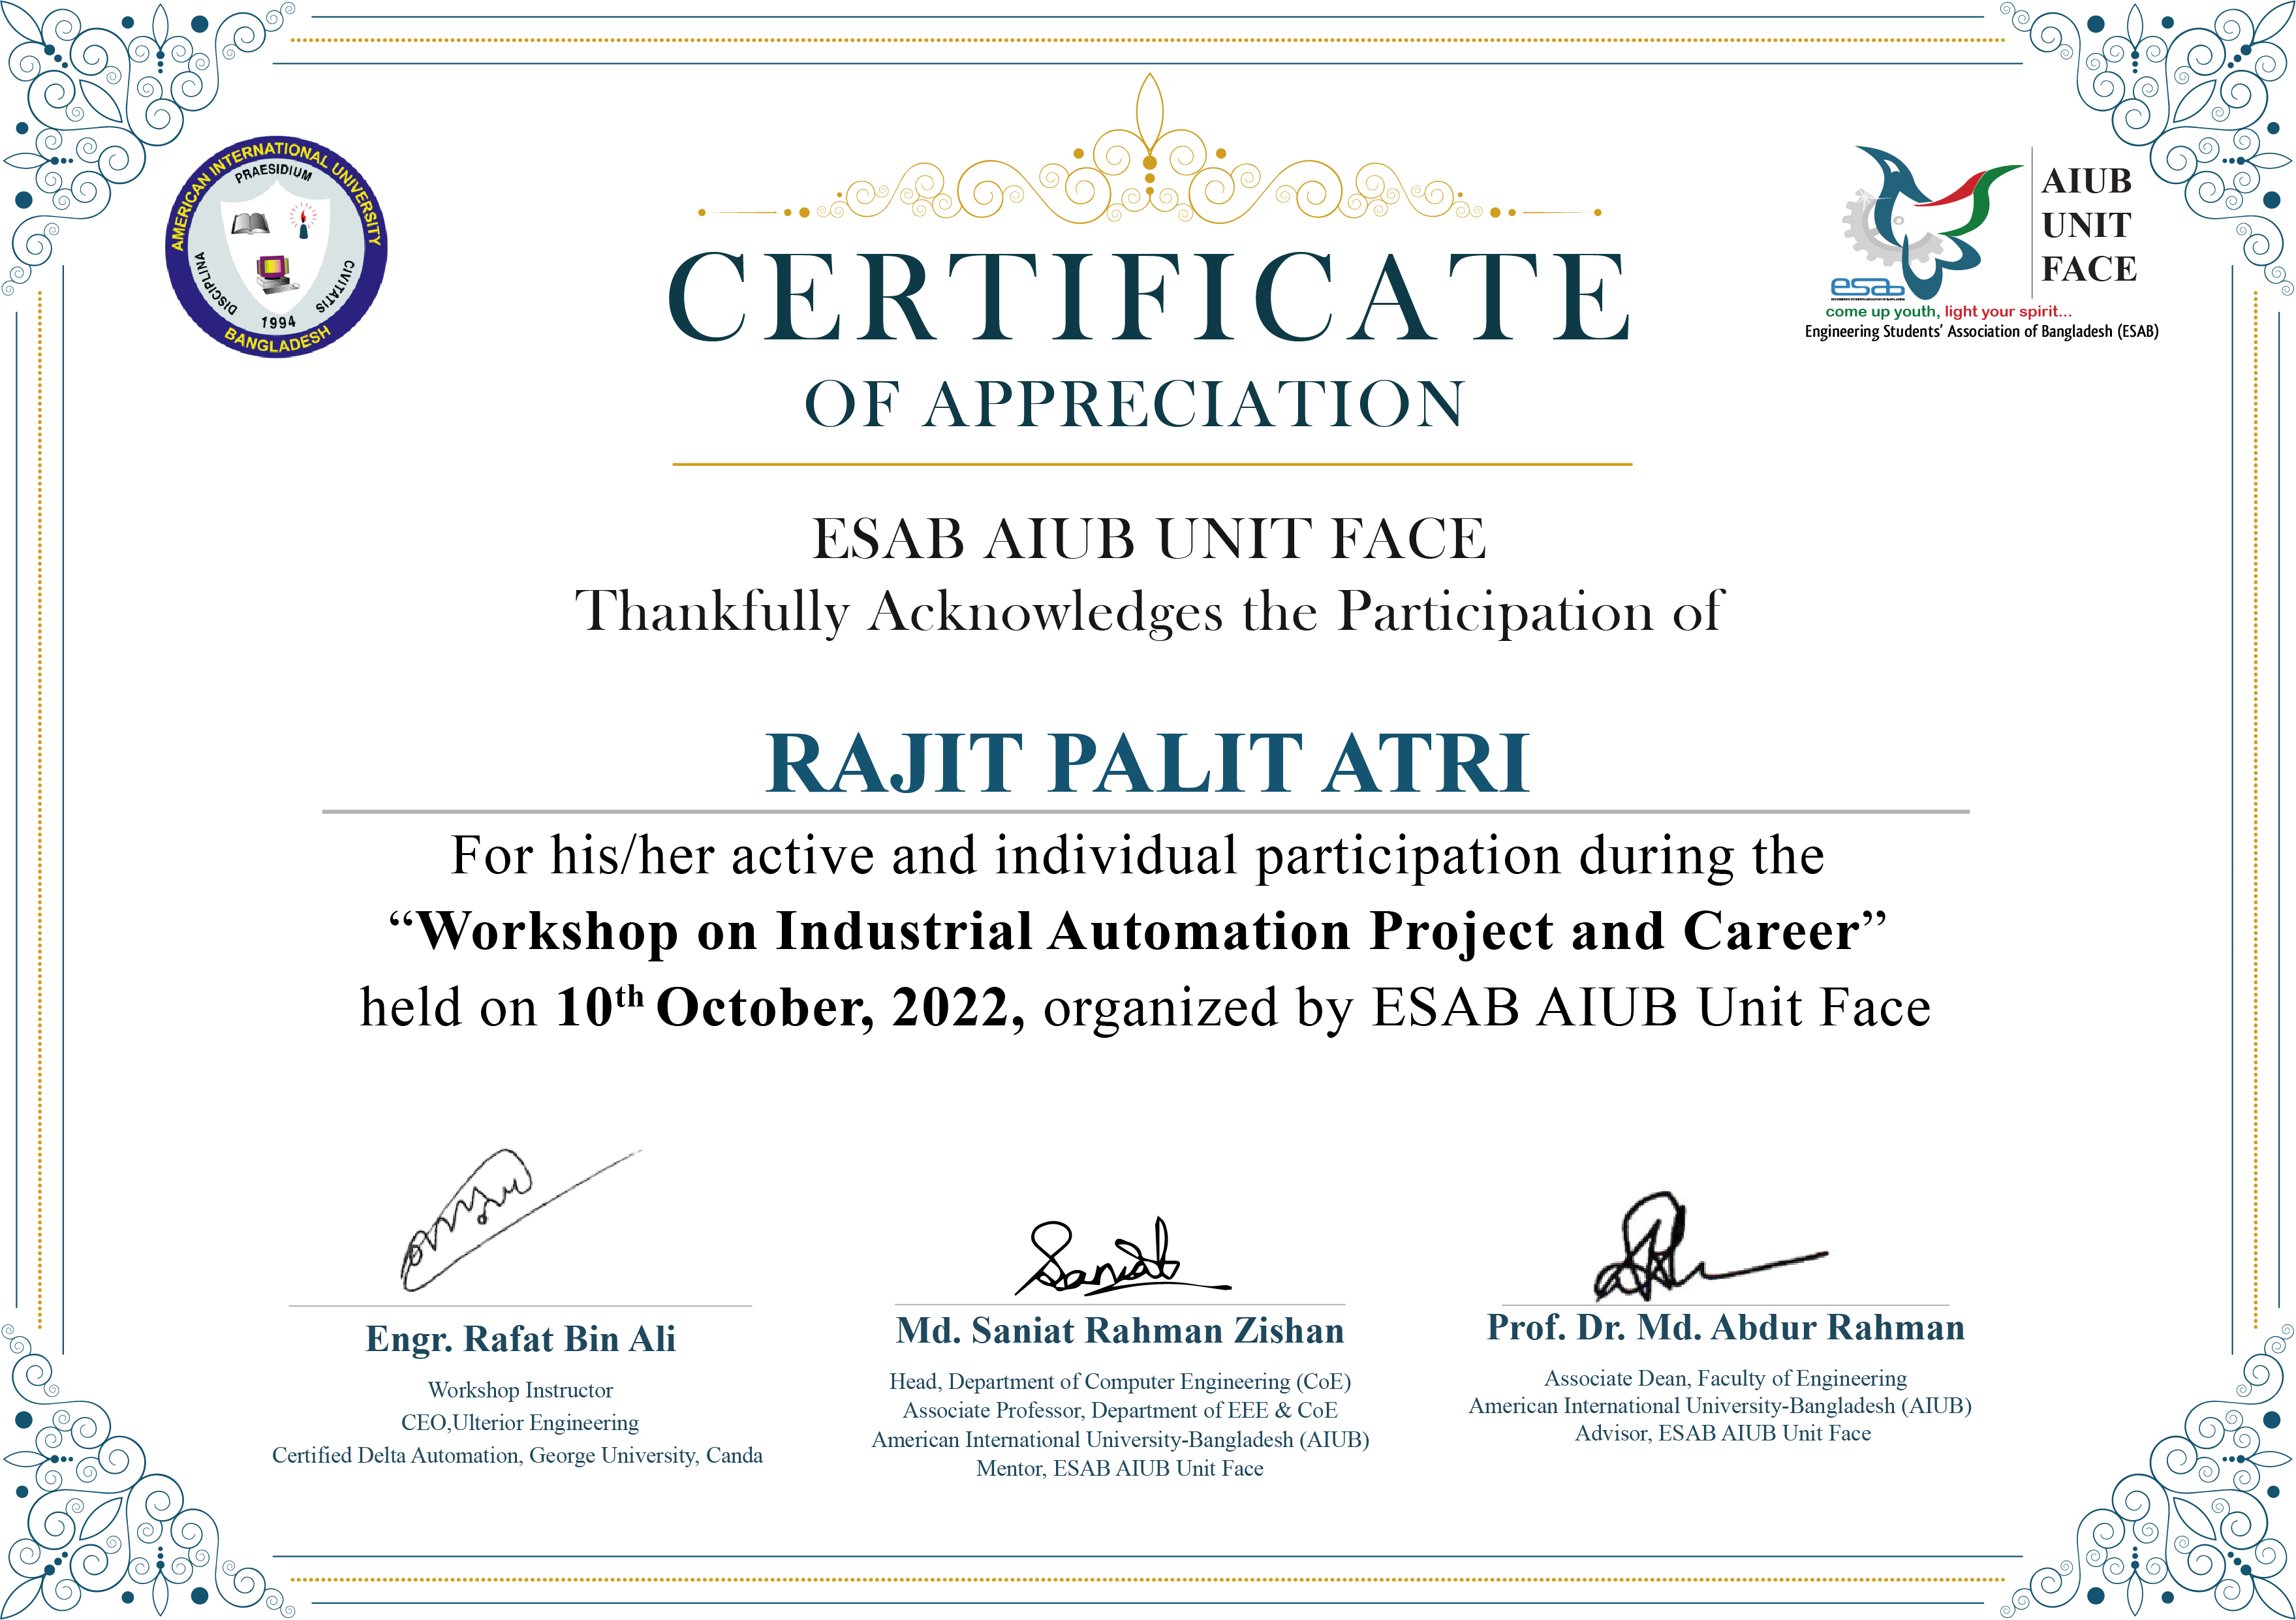 AMERICAN INTERNATIONAL UNIVERSITY
PRAESIDIUM
DISCIPLINA
CIVITATIS
1994
BANGLADESH
AIUB
UNIT
FACE
esab
come up youth, light your spirit...
Engineering Students' Association of Bangladesh (ESAB)
CERTIFICATE
OF APPRECIATION
ESAB AIUB UNIT FACE
Thankfully Acknowledges the Participation of
RAJIT PALIT ATRI
For his/her active and individual participation during the
“Workshop on Industrial Automation Project and Career”
held on 10th October, 2022, organized by ESAB AIUB Unit Face
Saniat
Engr. Rafat Bin Ali
Workshop Instructor
CEO,Ulterior Engineering
Certified Delta Automation, George University, Canda
Md. Saniat Rahman Zishan
Head, Department of Computer Engineering (CoE)
Associate Professor, Department of EEE & CoE
American International University-Bangladesh (AIUB)
Mentor, ESAB AIUB Unit Face
Prof. Dr. Md. Abdur Rahman
Associate Dean, Faculty of Engineering
American International University-Bangladesh (AIUB)
Advisor, ESAB AIUB Unit Face